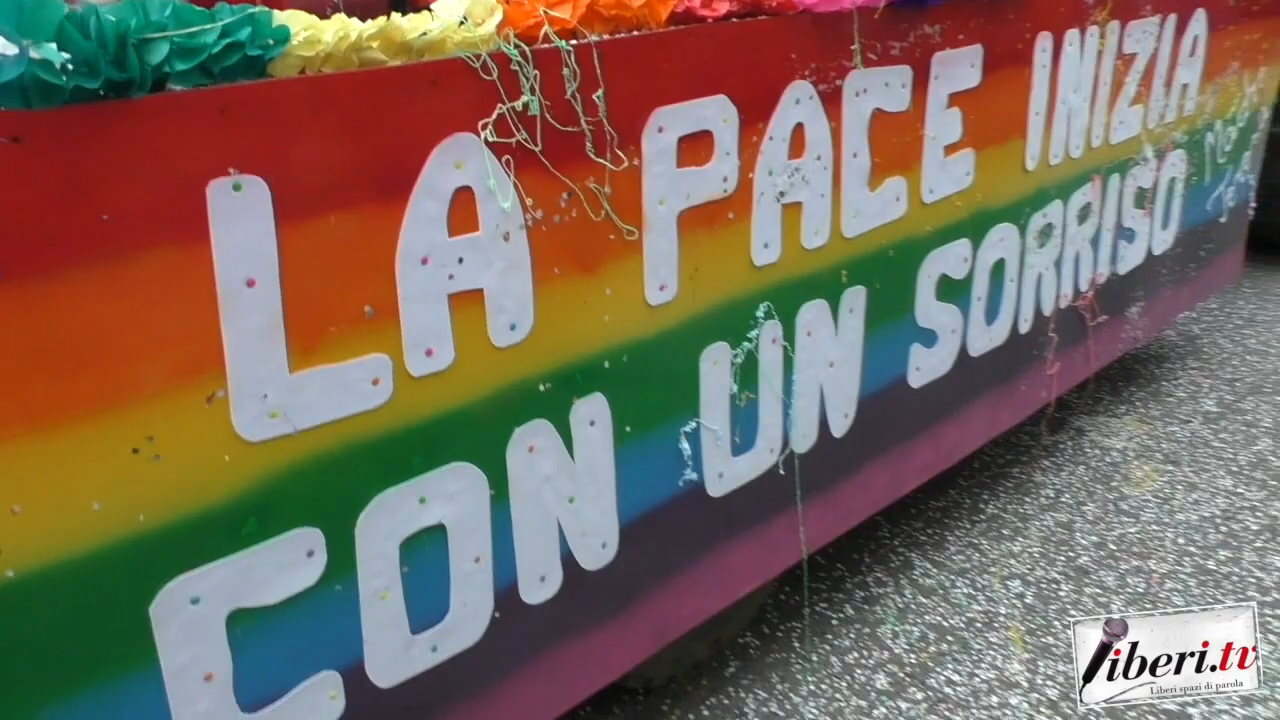 LA PACE INIZIA
CON UN SORRISO
liberi.tv
Liberi spazi di parola